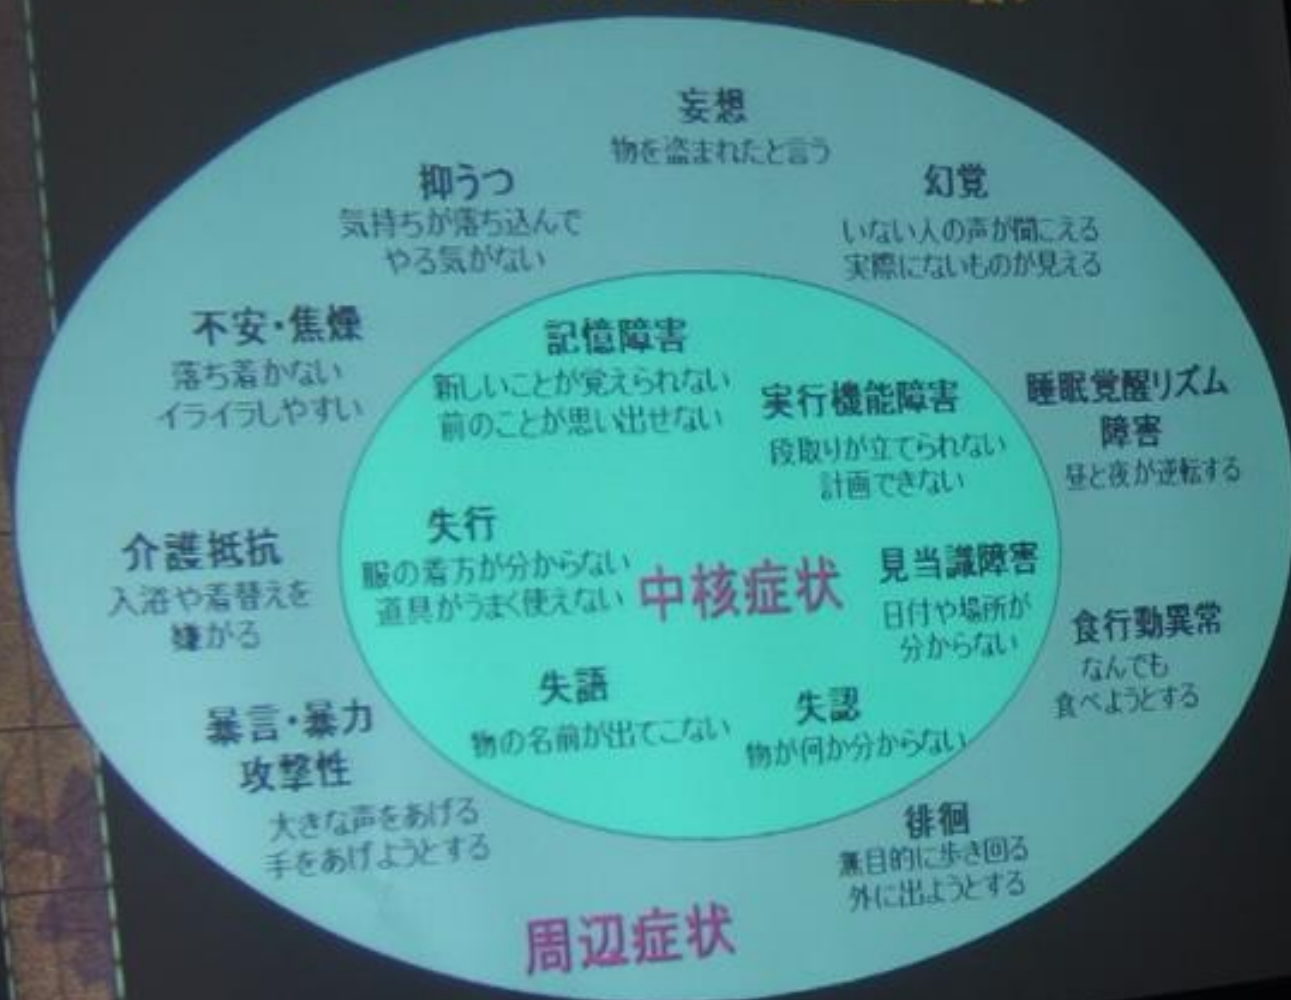 妄想
物を盗まれたと言う
抑うつ
気持ちが落ち込んで
やる気がない
幻覚
いない人の声が聞こえる
実際にないものが見える
不安・焦燥
落ち着かない
イライラしやすい
記憶障害
新しいことが覚えられない
前のことが思い出せない
実行機能障害
段取りが立てられない
計画できない
睡眠覚醒リズム
障害
昼と夜が逆転する
失行
服の着方が分からない
道具がうまく使えない
中核症状
見当識障害
日付や場所が
分からない
介護抵抗
入浴や着替えを
嫌がる
食行動異常
なんでも
食べようとする
失語
物の名前が出てこない
失認
物が何か分からない
暴言・暴力
攻撃性
大きな声をあげる
手をあげようとする
徘徊
無目的に歩き回る
外に出ようとする
周辺症状